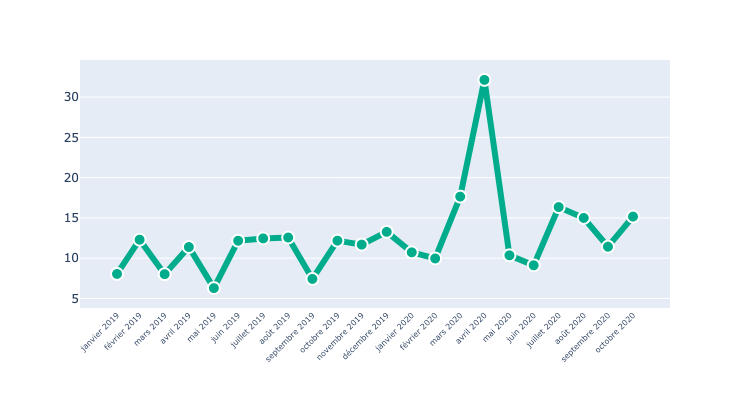 30
25
20
15
10
5
janvier 2019
février 2019
mars 2019
avril 2019
mai 2019
juin 2019
juillet 2019
août 2019
septembre 2019
octobre 2019
novembre 2019
décembre 2019
janvier 2020
février 2020
mars 2020
avril 2020
mai 2020
juin 2020
juillet 2020
août 2020
septembre 2020
octobre 2020